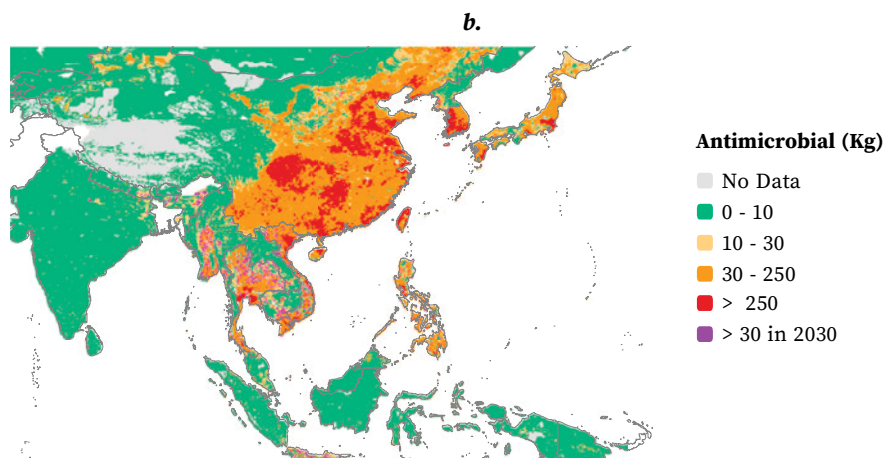 b.
Antimicrobial (Kg)
No Data
0 - 10
10 - 30
30 - 250
> 250
> 30 in 2030